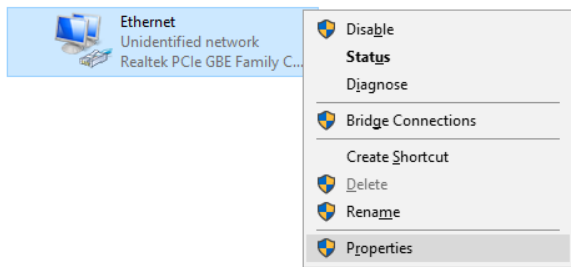 Ethernet
Unidentified network
Realtek PCIe GBE Family C...
Disable
Status
Diagnose
Bridge Connections
Create Shortcut
Delete
Rename
Properties